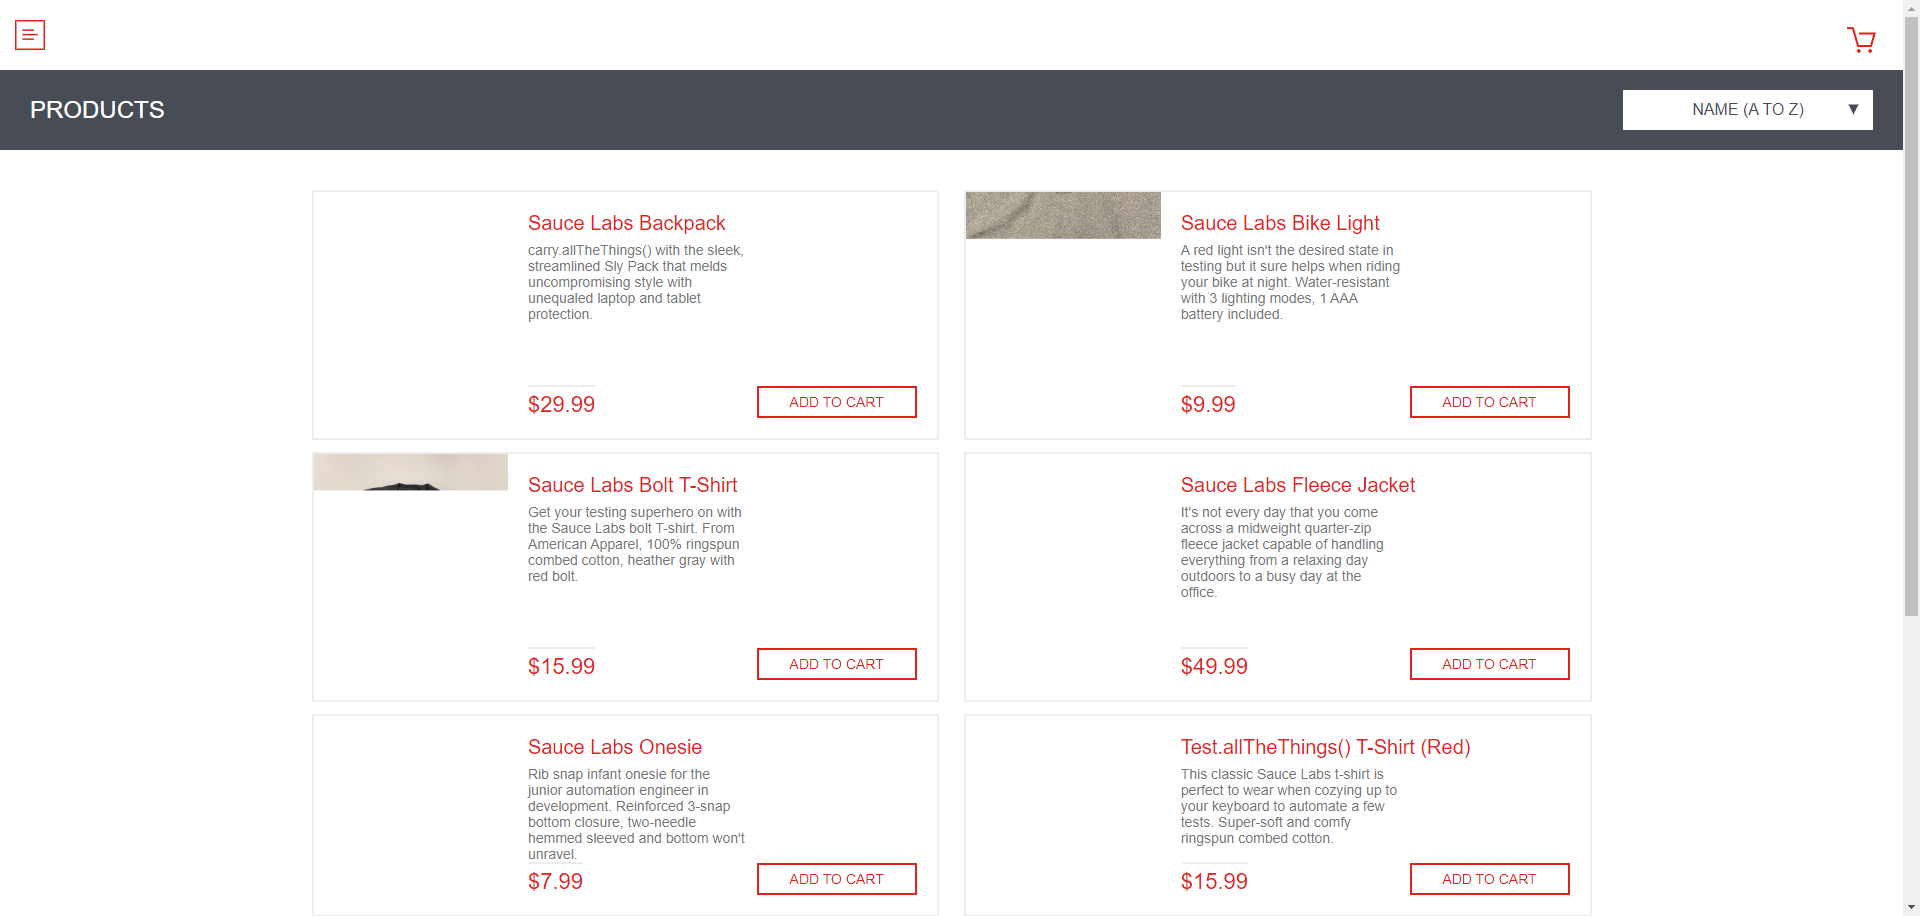 PRODUCTS
NAME (A TO Z)
Sauce Labs Backpack
carry.allTheThings() with the sleek,
streamlined Sly Pack that melds
uncompromising style with
unequaled laptop and tablet
protection.
$29.99
ADD TO CART
Sauce Labs Bike Light
A red light isn't the desired state in
testing but it sure helps when riding
your bike at night. Water-resistant
with 3 lighting modes, 1 AAA
battery included.
$9.99
ADD TO CART
Sauce Labs Bolt T-Shirt
Get your testing superhero on with
the Sauce Labs bolt T-shirt. From
American Apparel, 100% ringspun
combed cotton, heather gray with
red bolt.
$15.99
ADD TO CART
Sauce Labs Fleece Jacket
It's not every day that you come
across a midweight quarter-zip
fleece jacket capable of handling
everything from a relaxing day
outdoors to a busy day at the
office.
$49.99
ADD TO CART
Sauce Labs Onesie
Rib snap infant onesie for the
junior automation engineer in
development. Reinforced 3-snap
bottom closure, two-needle
hemmed sleeved and bottom won't
unravel.
$7.99
ADD TO CART
Test.allTheThings() T-Shirt (Red)
This classic Sauce Labs t-shirt is
perfect to wear when cozying up to
your keyboard to automate a few
tests. Super-soft and comfy
ringspun combed cotton.
$15.99
ADD TO CART